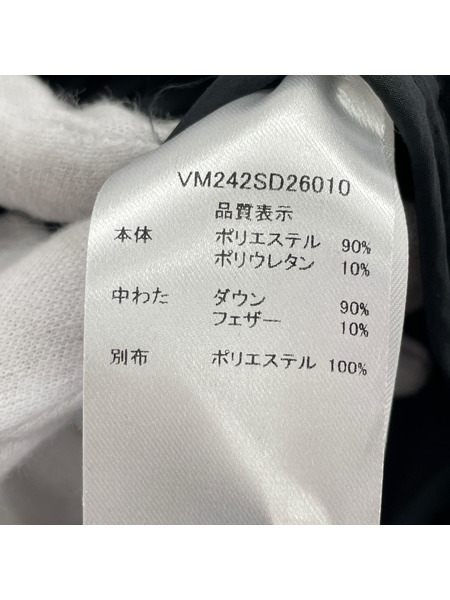 VM242SD26010
品質表示
本体 ポリエステル 90%
ポリウレタン 10%
中わた ダウン 90%
フェザー 10%
別布 ポリエステル 100%